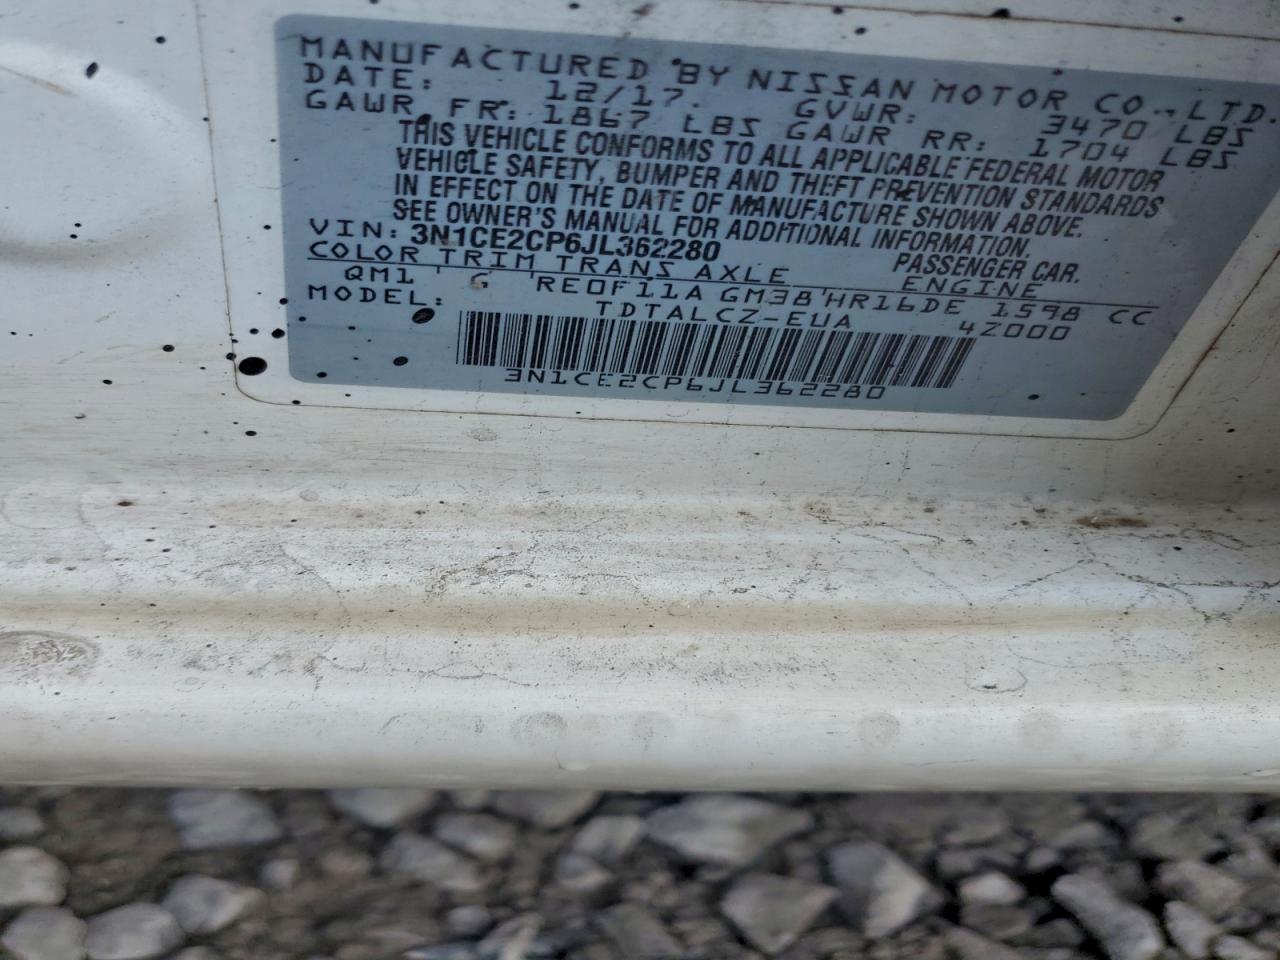 MANUFACTURED BY NISSAN MOTOR CO., LTD.
DATE: 12/17. GVWR: 3470 LBS
GAWR FR: 1867 LBS GAWR RR: 1704 LBS
THIS VEHICLE CONFORMS TO ALL APPLICABLE FEDERAL MOTOR
VEHICLE SAFETY, BUMPER AND THEFT PREVENTION STANDARDS
IN EFFECT ON THE DATE OF MANUFACTURE SHOWN ABOVE.
SEE OWNER'S MANUAL FOR ADDITIONAL INFORMATION.
VIN: 3N1CE2CP6JL362280 PASSENGER CAR.
COLOR TRIM TRANS AXLE ENGINE
QM1 G RE0F11A GM38 HR16DE 1598 CC
MODEL: TDTALCZ-EUA 4Z000
3N1CE2CP6JL362280